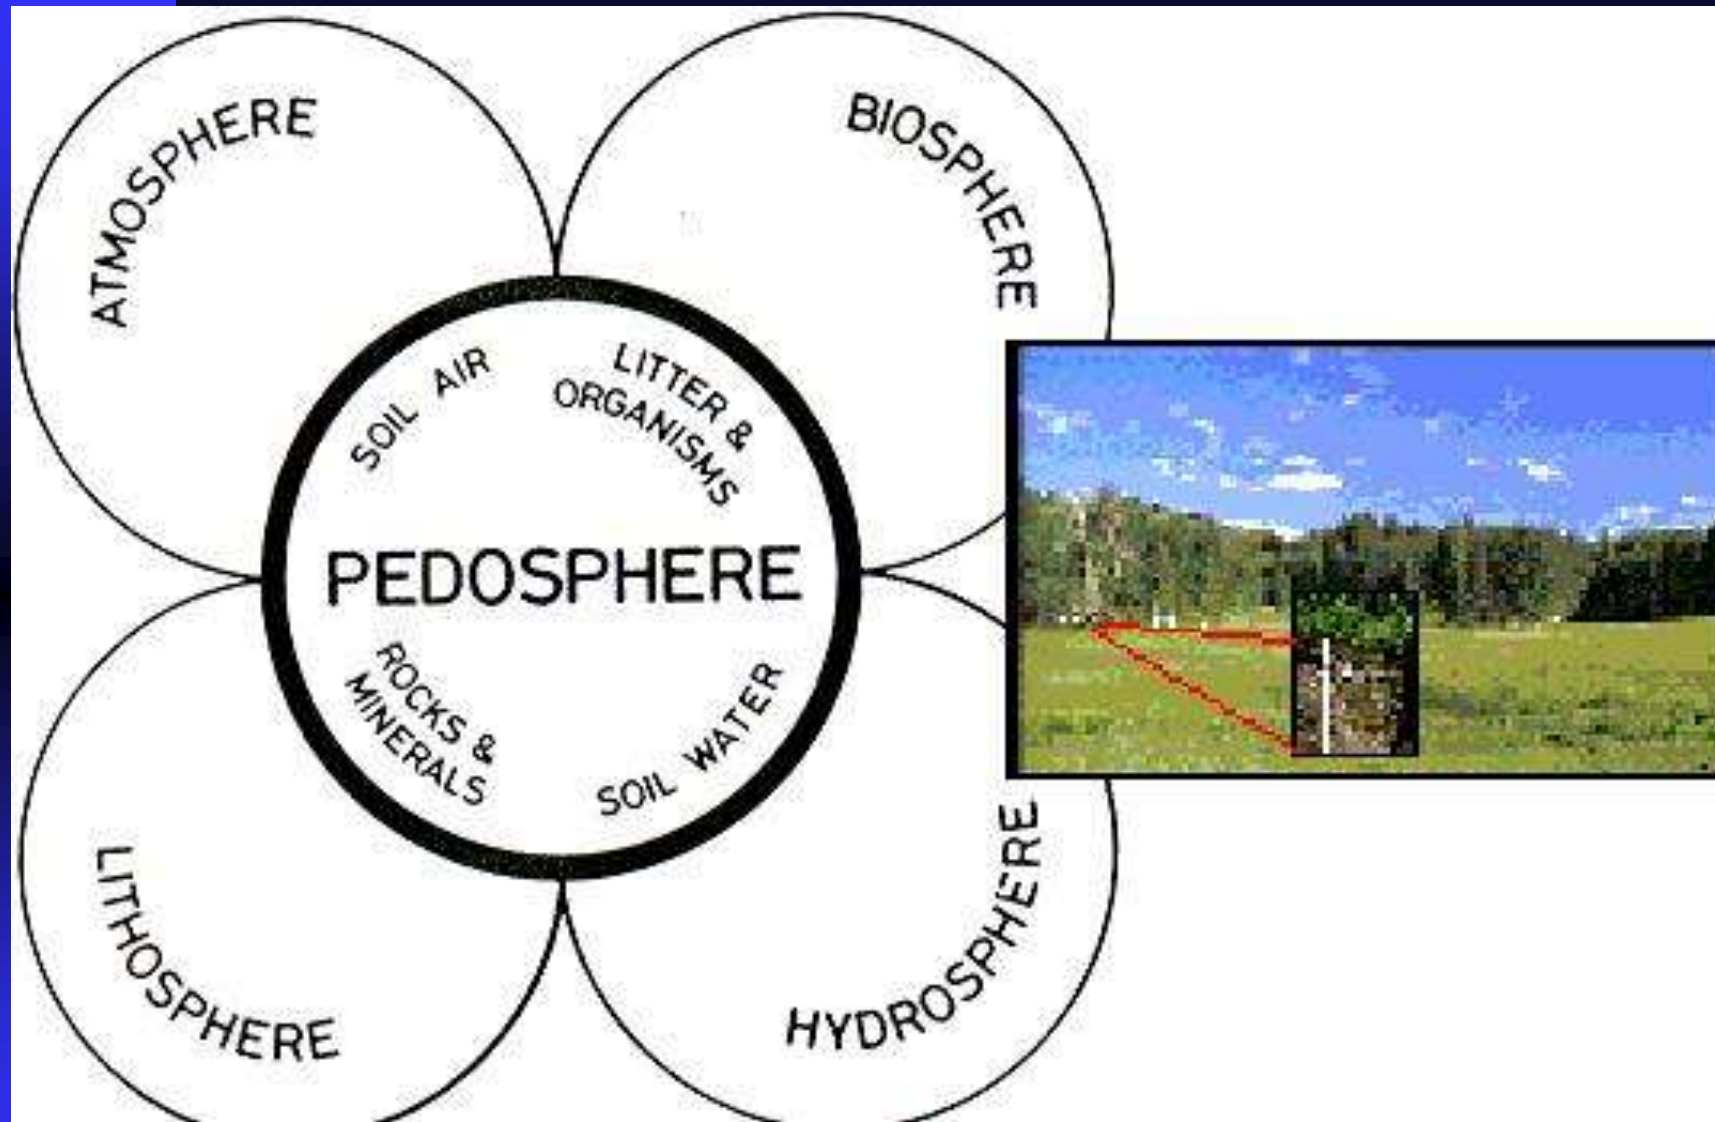 ATMOSPHERE
BIOSPHERE
SOIL AIR
LITTER &
ORGANISMS
PEDOSPHERE
ROCKS &
MINERALS
SOIL WATER
LITHOSPHERE
HYDROSPHERE